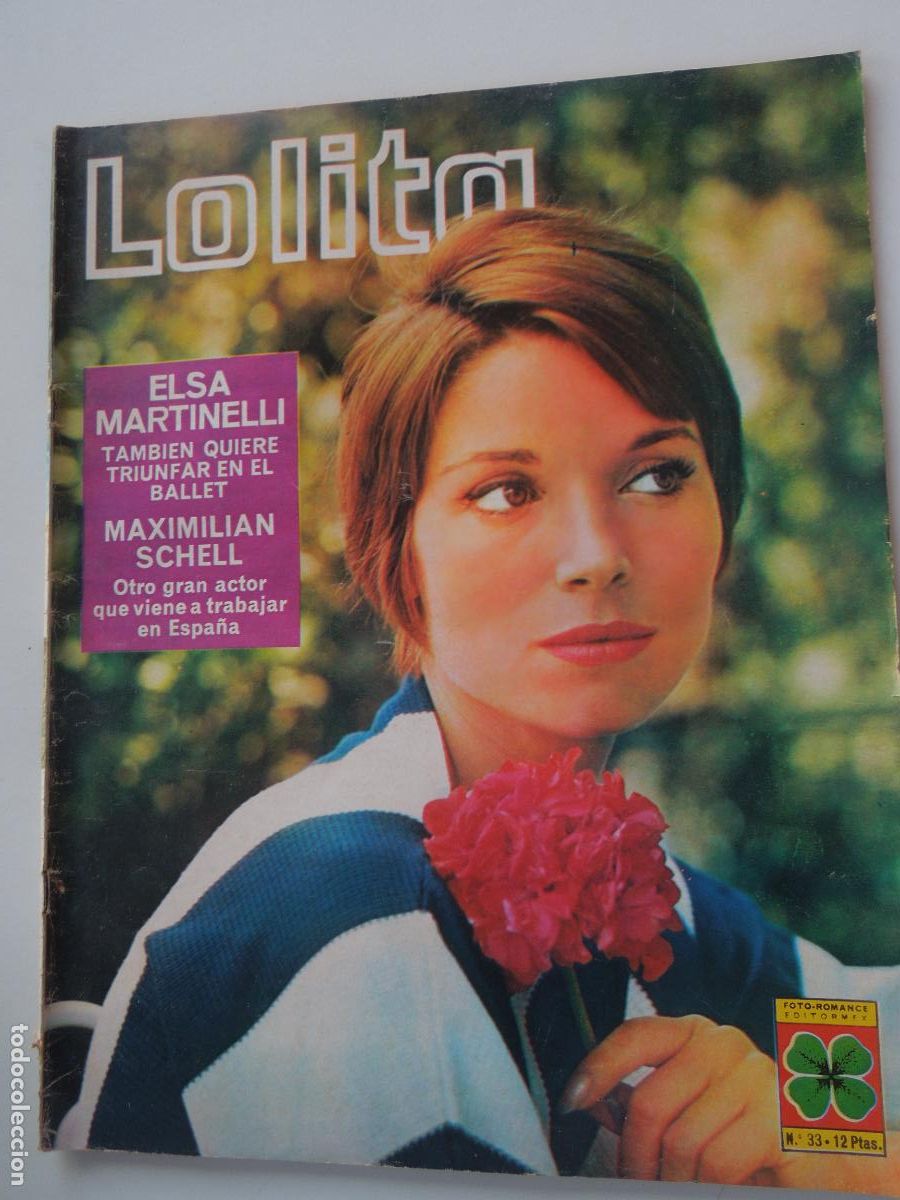 Lolita
ELSA
MARTINELLI
TAMBIEN QUIERE
TRIUNFAR EN EL
BALLET
MAXIMILIAN
SCHELL
Otro gran actor
que viene a trabajar
en España
FOTO-ROMANCE
EDITORMEX
N.º 33 • 12 Ptas.
todocoleccion